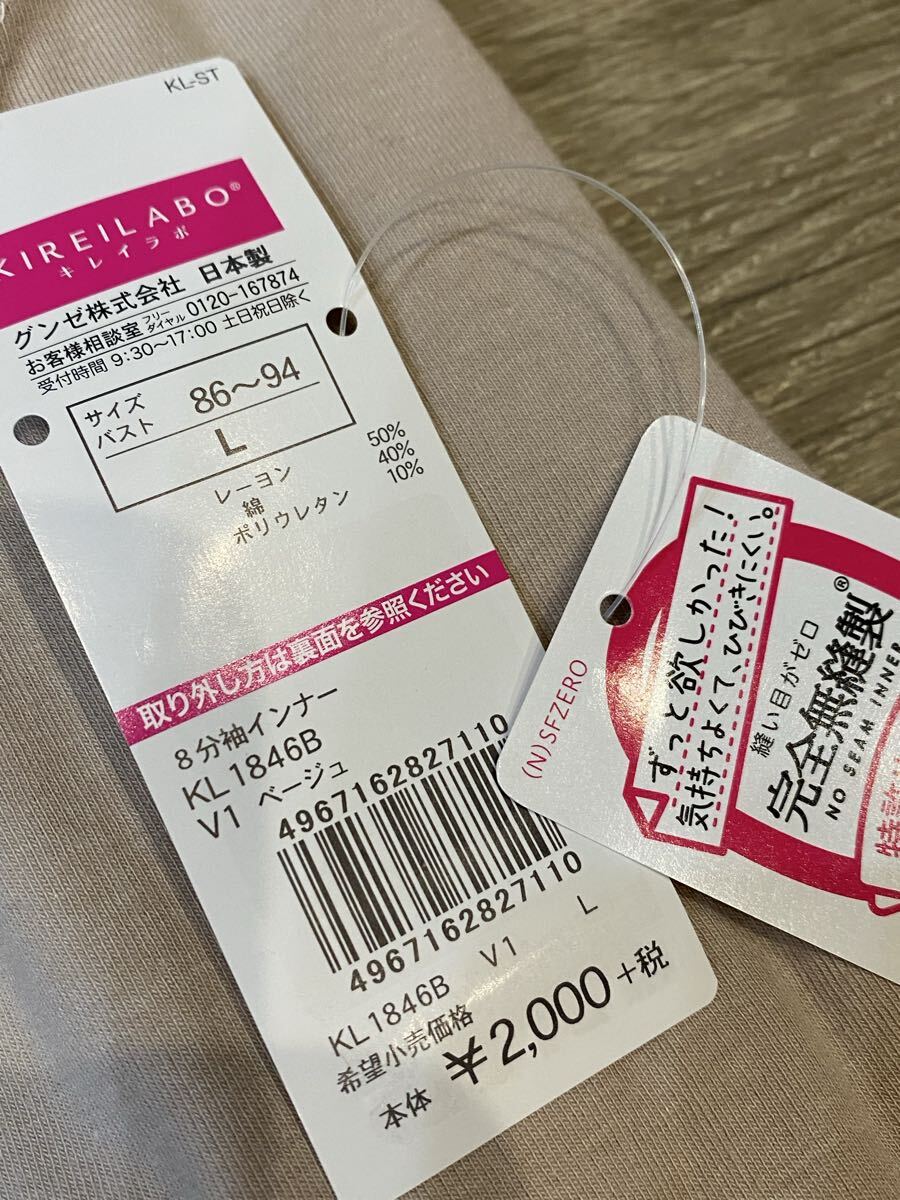 KL-ST
KIREILABO®
キレイラボ
グンゼ株式会社 日本製
お客様相談室 フリーダイヤル 0120-167874
受付時間 9:30〜17:00 土日祝日除く
サイズ
バスト 86〜94
L
レーヨン 50%
綿 40%
ポリウレタン 10%
取り外し方は裏面を参照ください
8分袖インナー
KL1846B
V1 ベージュ
4967162827110
4967162827110
KL1846B V1 L
希望小売価格
本体 ¥2,000 +税
(N)SFZERO
ずっと欲しかった!
気持ちよくて、ひびきにくい。
縫い目がゼロ
完全無縫製®
NO SEAM INNER